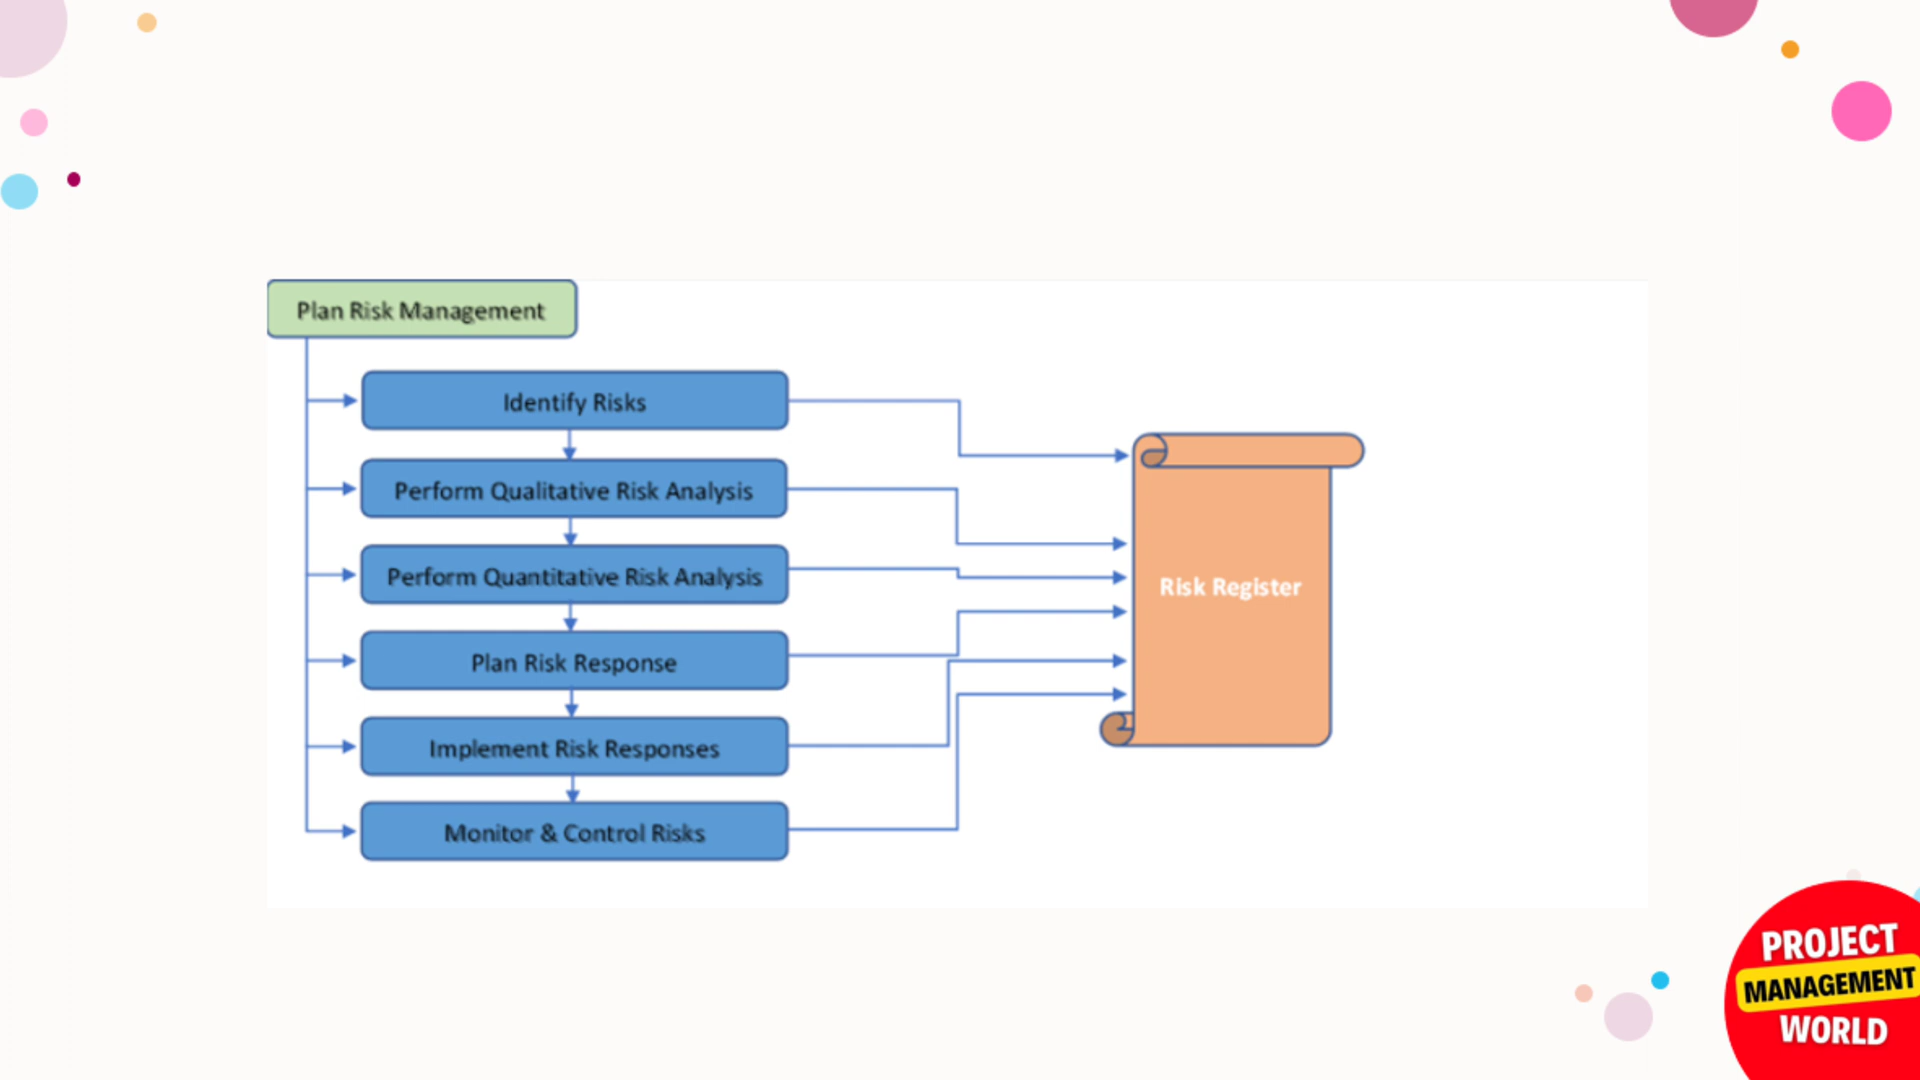 Plan Risk Management
Identify Risks
Perform Qualitative Risk Analysis
Perform Quantitative Risk Analysis
Plan Risk Response
Implement Risk Responses
Monitor & Control Risks
Risk Register
PROJECT
MANAGEMENT
WORLD